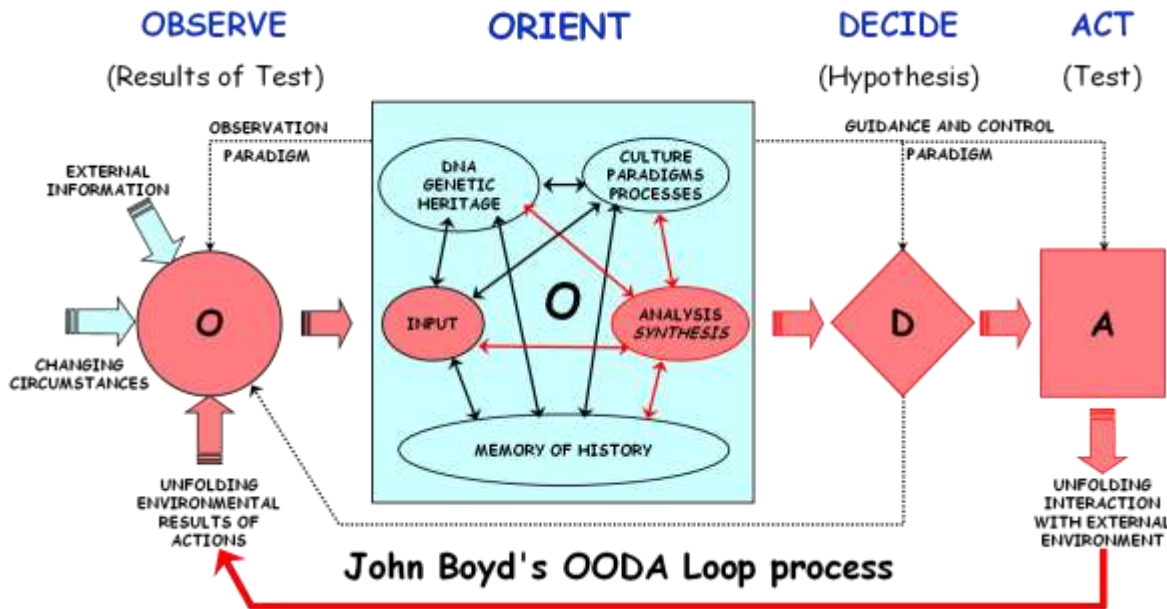 OBSERVE
(Results of Test)
ORIENT
DECIDE
(Hypothesis)
ACT
(Test)
OBSERVATION
PARADIGM
EXTERNAL
INFORMATION
O
CHANGING
CIRCUMSTANCES
UNFOLDING
ENVIRONMENTAL
RESULTS OF
ACTIONS
DNA
GENETIC
HERITAGE
CULTURE
PARADIGMS
PROCESSES
INPUT
O
ANALYSIS
SYNTHESIS
MEMORY OF HISTORY
GUIDANCE AND CONTROL
PARADIGM
D
A
UNFOLDING
INTERACTION
WITH EXTERNAL
ENVIRONMENT
John Boyd's OODA Loop process